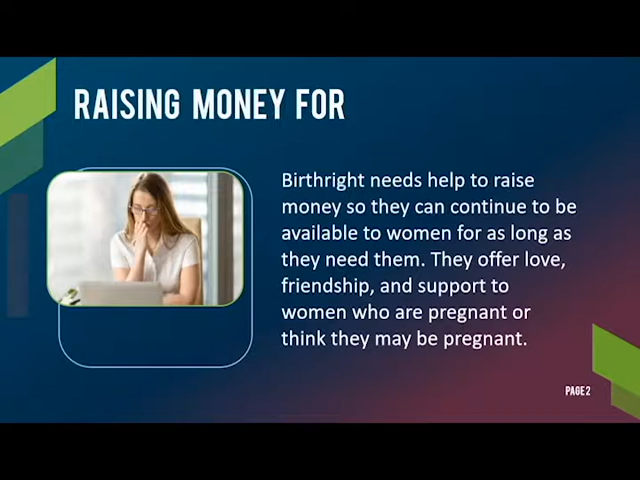 RAISING MONEY FOR
Birthright needs help to raise
money so they can continue to be
available to women for as long as
they need them. They offer love,
friendship, and support to
women who are pregnant or
think they may be pregnant.
PAGE 2